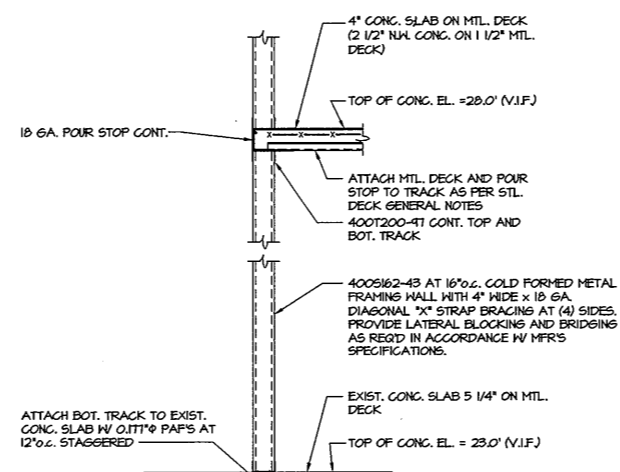 4" CONC. SLAB ON MTL. DECK
(2 1/2" N.W. CONC. ON 1 1/2" MTL.
DECK)
TOP OF CONC. EL. =28.0' (V.I.F.)
18 GA. POUR STOP CONT.
ATTACH MTL. DECK AND POUR
STOP TO TRACK AS PER STL.
DECK GENERAL NOTES
400T200-97 CONT. TOP AND
BOT. TRACK
400S162-43 AT 16"o.c. COLD FORMED METAL
FRAMING WALL WITH 4" WIDE x 18 GA.
DIAGONAL "X" STRAP BRACING AT (4) SIDES.
PROVIDE LATERAL BLOCKING AND BRIDGING
AS REQ'D IN ACCORDANCE W/ MFR'S
SPECIFICATIONS.
EXIST. CONC. SLAB 5 1/4" ON MTL.
DECK
ATTACH BOT. TRACK TO EXIST.
CONC. SLAB W/ 0.177"φ PAF'S AT
12"o.c. STAGGERED
TOP OF CONC. EL. = 23.0' (V.I.F.)